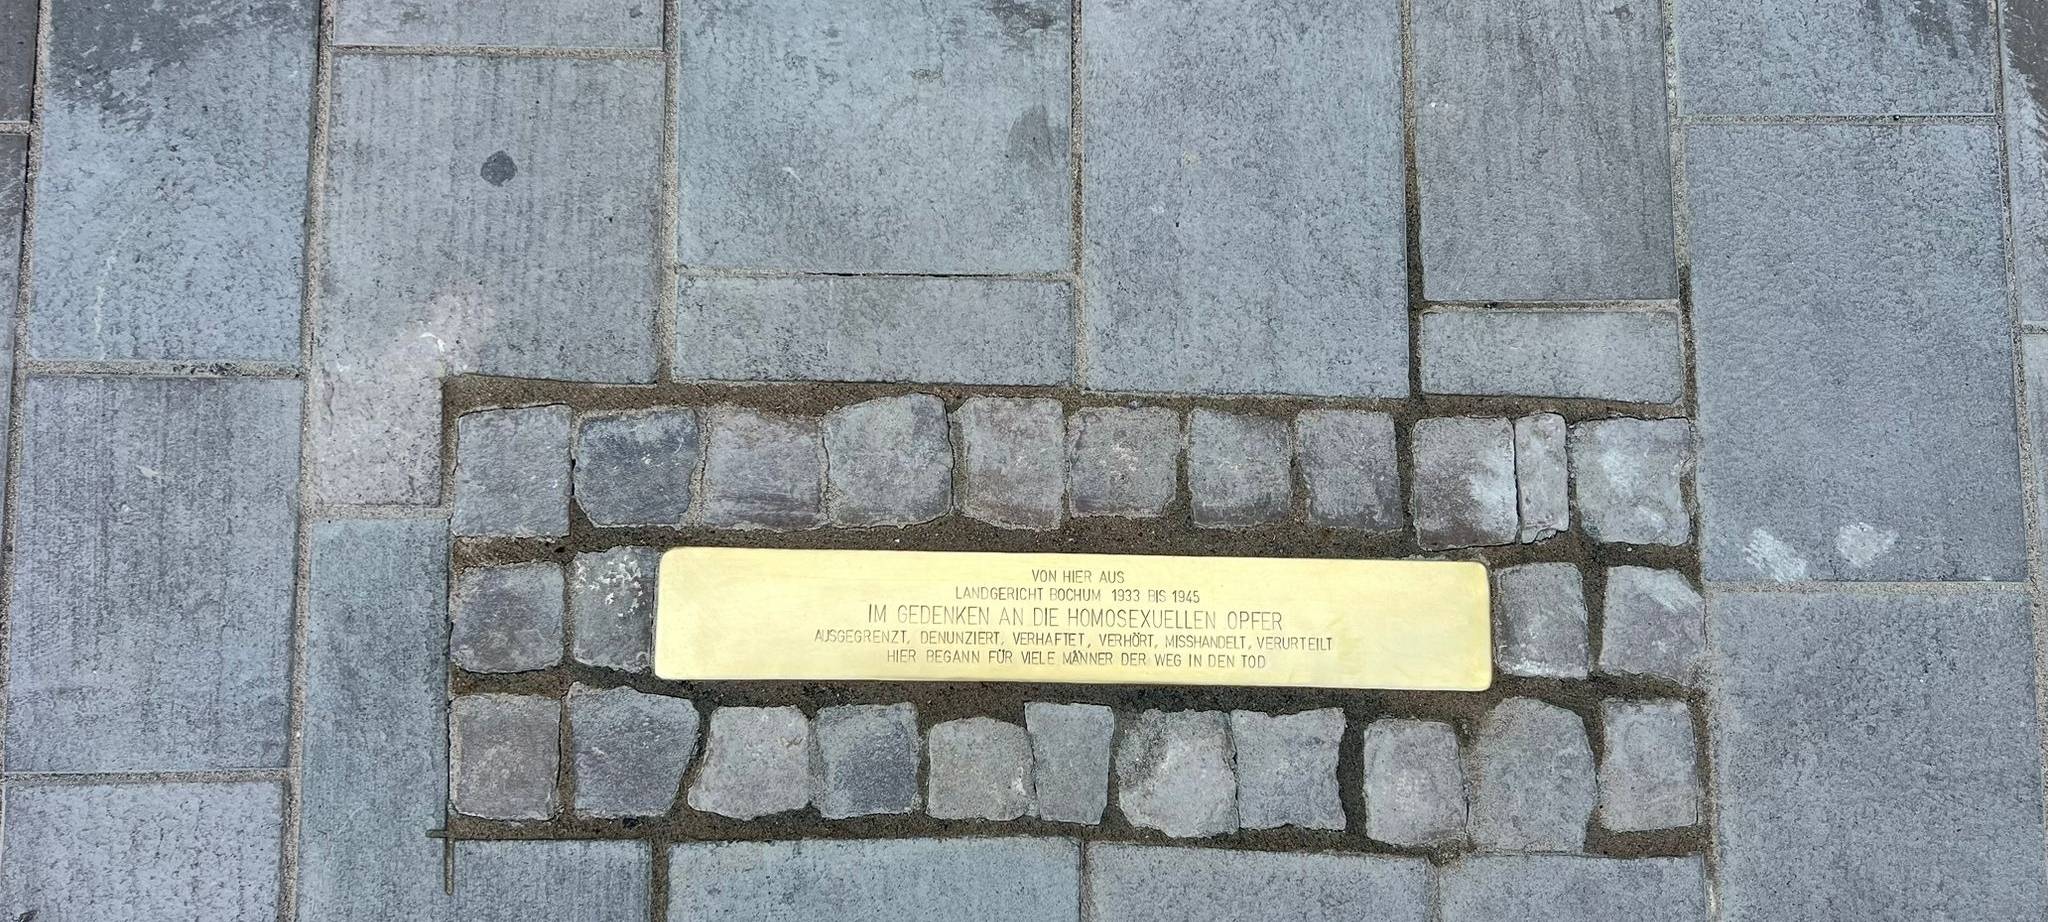 VON HIER AUS
LANDGERICHT BOCHUM 1933 BIS 1945
IM GEDENKEN AN DIE HOMOSEXUELLEN OPFER
AUSGEGRENZT, DENUNZIERT, VERHAFTET, VERHÖRT, MISSHANDELT, VERURTEILT
HIER BEGANN FÜR VIELE MÄNNER DER WEG IN DEN TOD